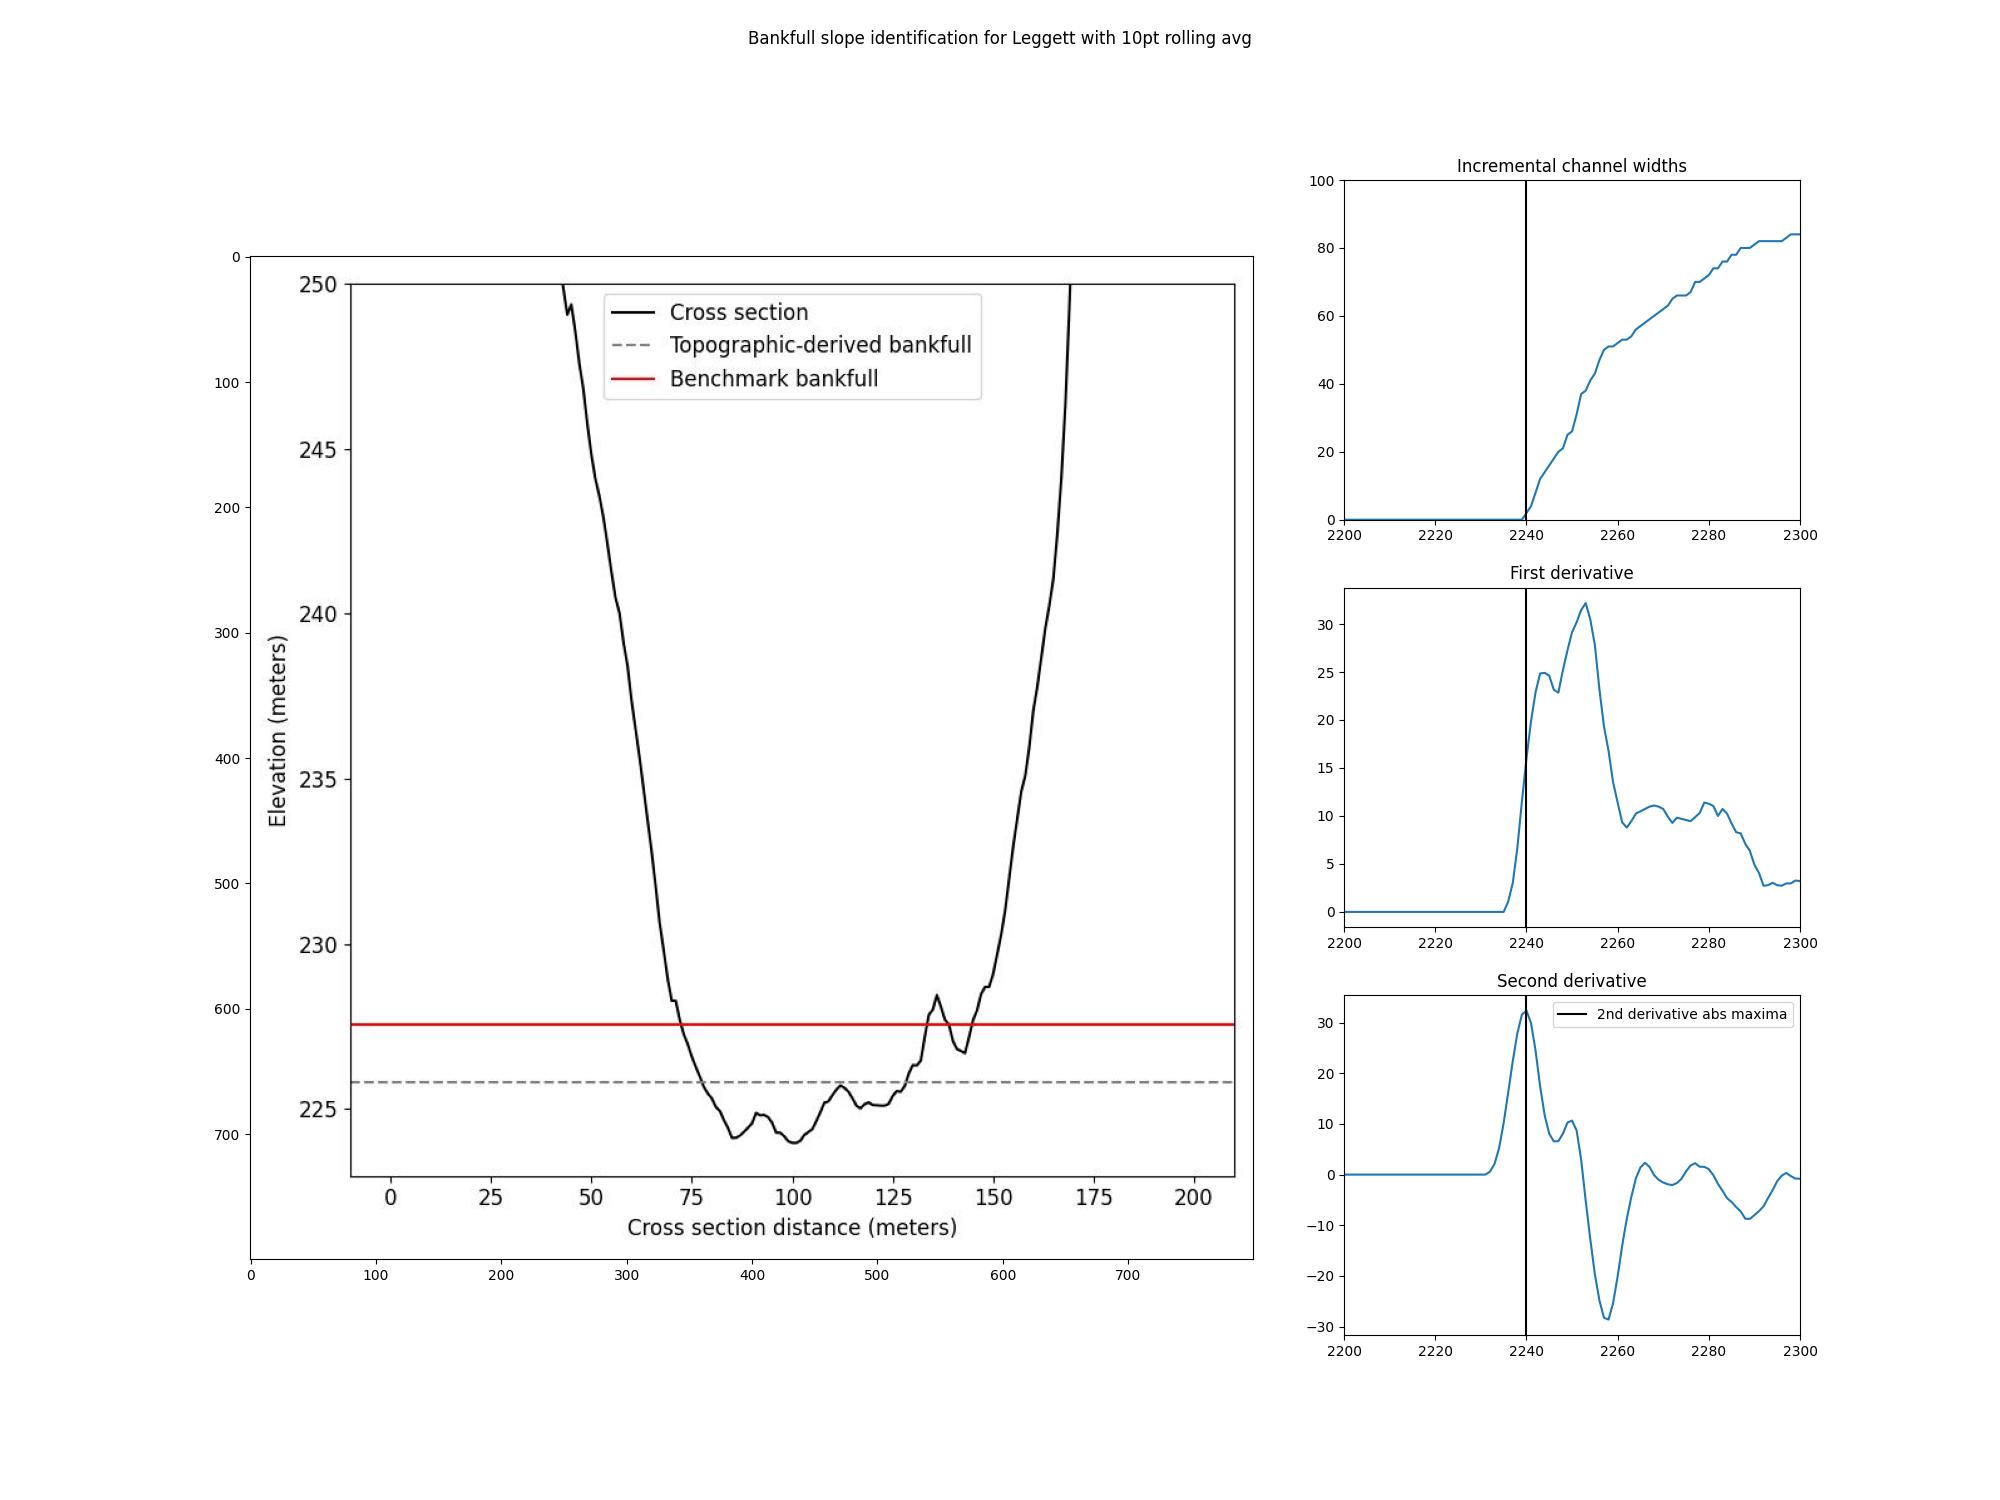 Bankfull slope identification for Leggett with 10pt rolling avg
0
100
200
300
400
500
600
700
0 100 200 300 400 500 600 700
250
245
240
235
230
225
Elevation (meters)
Cross section
Topographic-derived bankfull
Benchmark bankfull
0 25 50 75 100 125 150 175 200
Cross section distance (meters)
Incremental channel widths
100
80
60
40
20
0
2200 2220 2240 2260 2280 2300
First derivative
30
25
20
15
10
5
0
2200 2220 2240 2260 2280 2300
Second derivative
2nd derivative abs maxima
30
20
10
0
−10
−20
−30
2200 2220 2240 2260 2280 2300